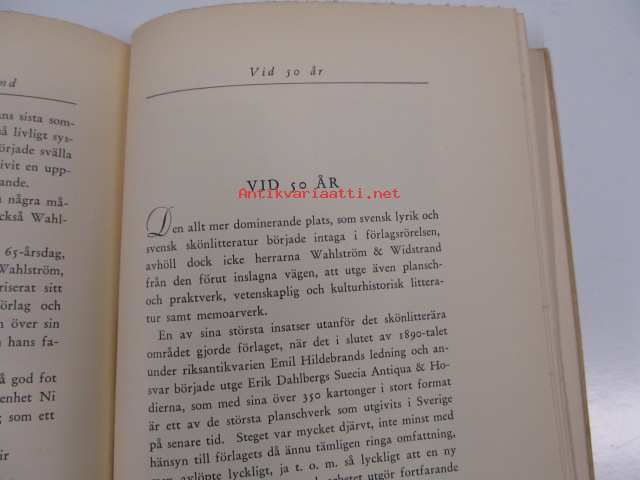 nd
ns sista som-
å livligt sys-
örjade svälla
ivit en upp-
ande.
n några må-
ckså Wahl-
65-årsdag,
Wahlström,
riserat sitt
örlag och
n över sin
hans fa-
å god fot
enhet Ni
g som ett
ir
Vid 50 år
VID 50 ÅR
Antikvariaatti.net
Den allt mer dominerande plats, som svensk lyrik och
svensk skönlitteratur började intaga i förlagsrörelsen,
avhöll dock icke herrarna Wahlström & Widstrand
från den förut inslagna vägen, att utge även plansch-
och praktverk, vetenskaplig och kulturhistorisk littera-
tur samt memoarverk.
En av sina största insatser utanför det skönlitterära
området gjorde förlaget, när det i slutet av 1890-talet
under riksantikvarien Emil Hildebrands ledning och an-
svar började utge Erik Dahlbergs Suecia Antiqua & Ho-
dierna, som med sina över 350 kartonger i stort format
är ett av de största planschverk som utgivits i Sverige
på senare tid. Steget var mycket djärvt, inte minst med
hänsyn till förlagets då ännu tämligen ringa omfattning,
avlöpte lyckligt, ja t. o. m. så lyckligt att en ny
utgör fortfarande